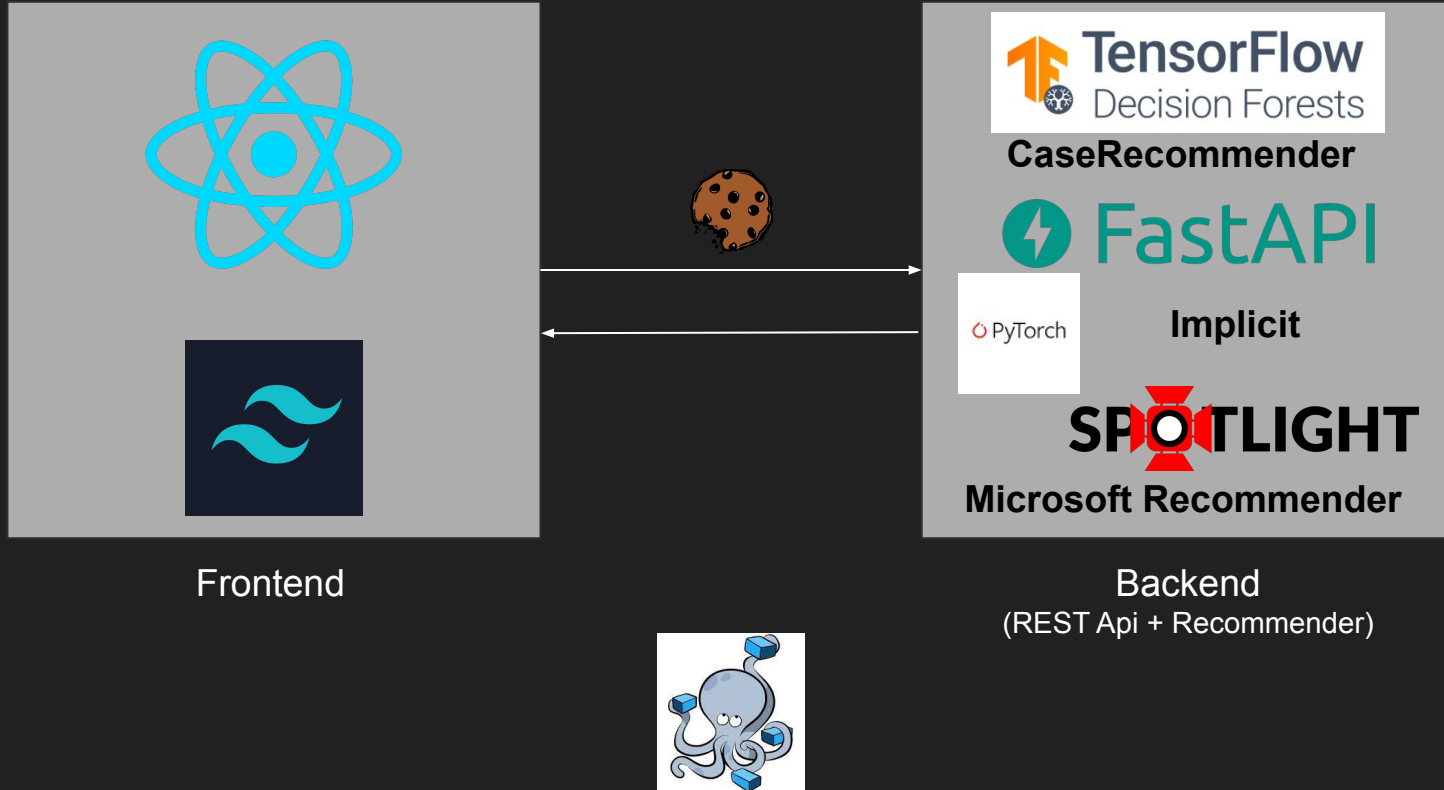 TensorFlow
Decision Forests
CaseRecommender
FastAPI
PyTorch
Implicit
SPOTLIGHT
Microsoft Recommender
Frontend
Backend
(REST Api + Recommender)